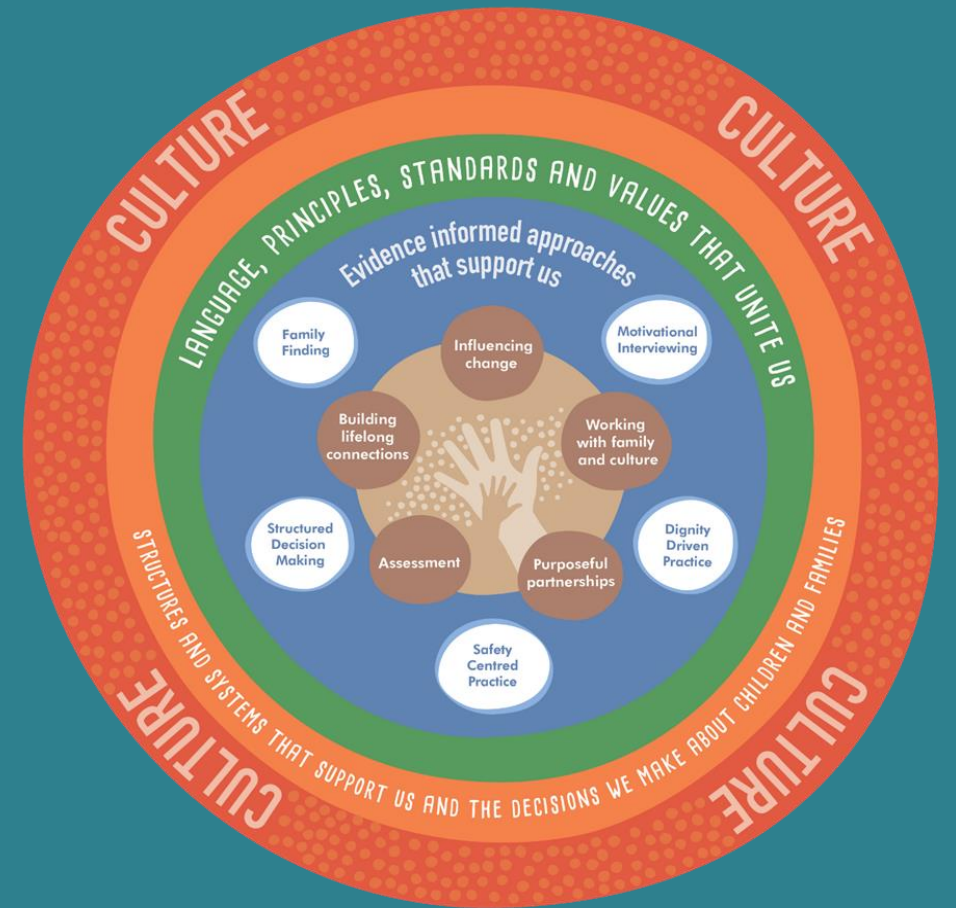 CULTURE
CULTURE
LANGUAGE, PRINCIPLES, STANDARDS AND VALUES THAT UNITE US
Evidence informed approaches
that support us
Family
Finding
Influencing
change
Motivational
Interviewing
Building
lifelong
connections
Working
with family
and culture
Structured
Decision
Making
Assessment
Purposeful
partnerships
Dignity
Driven
Practice
Safety
Centred
Practice
STRUCTURES AND SYSTEMS THAT SUPPORT US AND THE DECISIONS WE MAKE ABOUT CHILDREN AND FAMILIES
CULTURE
CULTURE